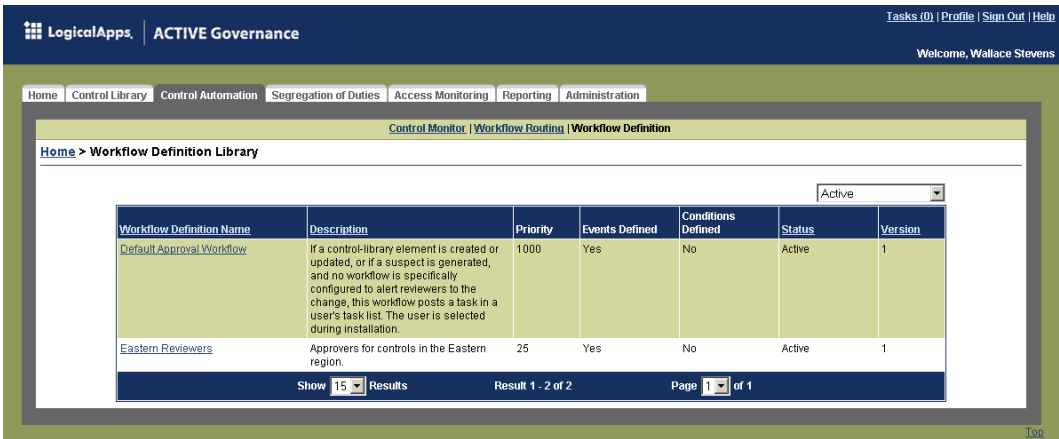 Tasks (0) | Profile | Sign Out | Help
LogicalApps. | ACTIVE Governance
Welcome, Wallace Stevens
Home Control Library Control Automation Segregation of Duties Access Monitoring Reporting Administration
Control Monitor | Workflow Routing | Workflow Definition
Home > Workflow Definition Library
Active
Workflow Definition Name Description Priority Events Defined Conditions Defined Status Version
Default Approval Workflow If a control-library element is created or 1000 Yes No Active 1
updated, or if a suspect is generated,
and no workflow is specifically
configured to alert reviewers to the
change, this workflow posts a task in a
user's task list. The user is selected
during installation.
Eastern Reviewers Approvers for controls in the Eastern 25 Yes No Active 1
region.
Show 15 Results Result 1 - 2 of 2 Page 1 of 1
Top